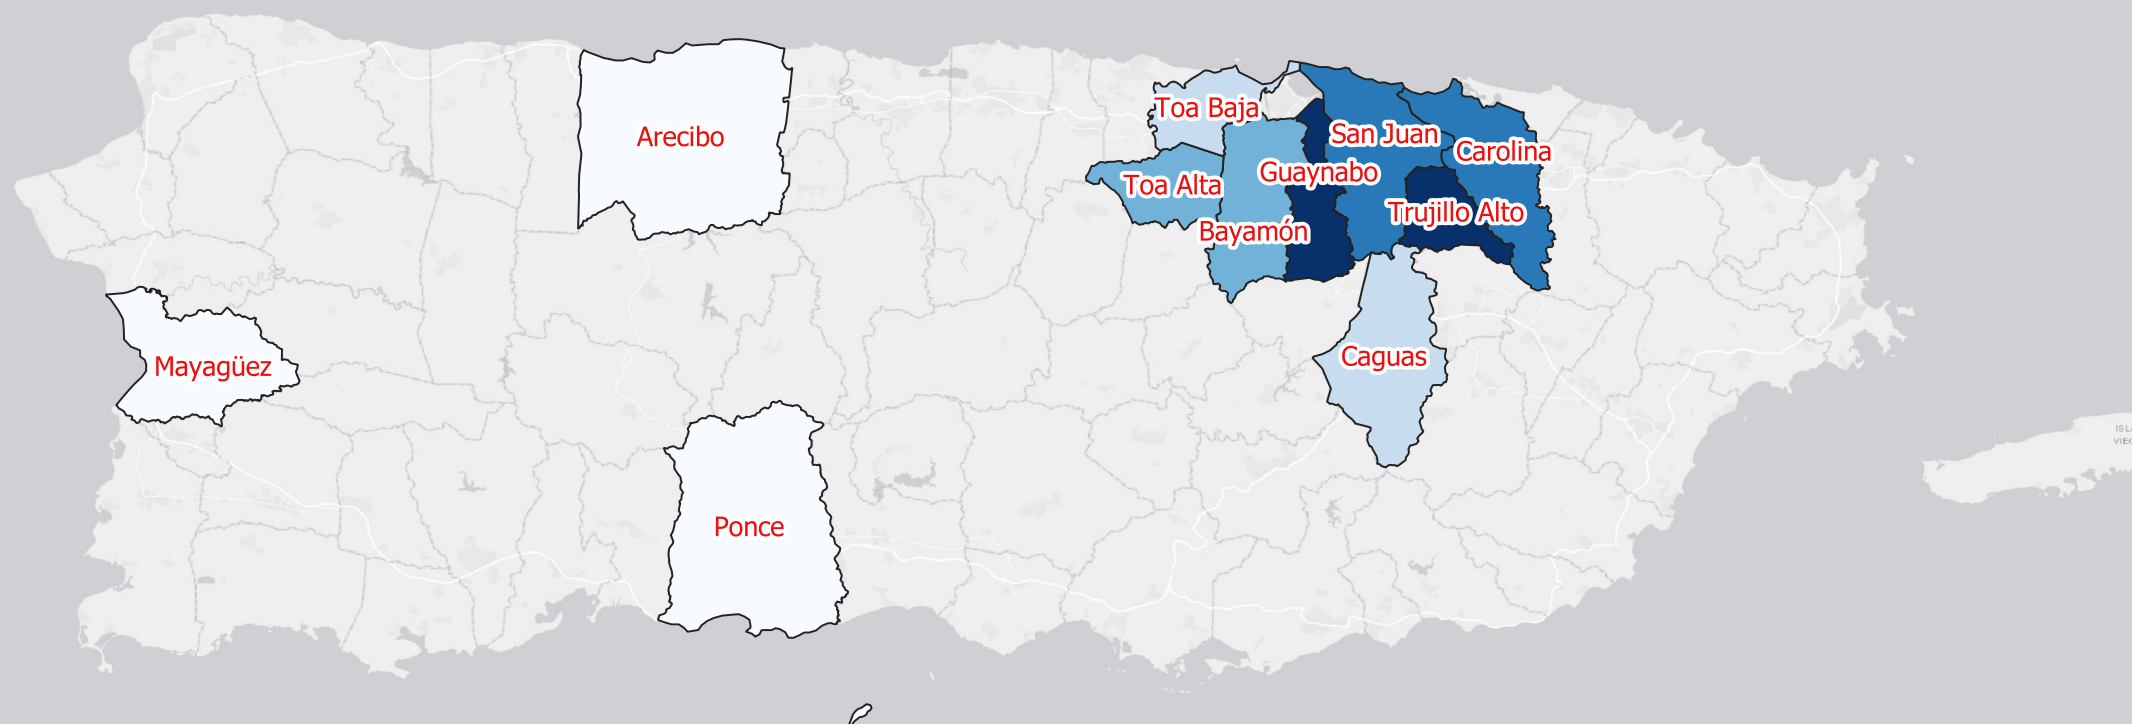 Toa Baja
Arecibo
San Juan
Carolina
Guaynabo
Toa Alta
Trujillo Alto
Bayamón
Caguas
Mayagüez
Ponce